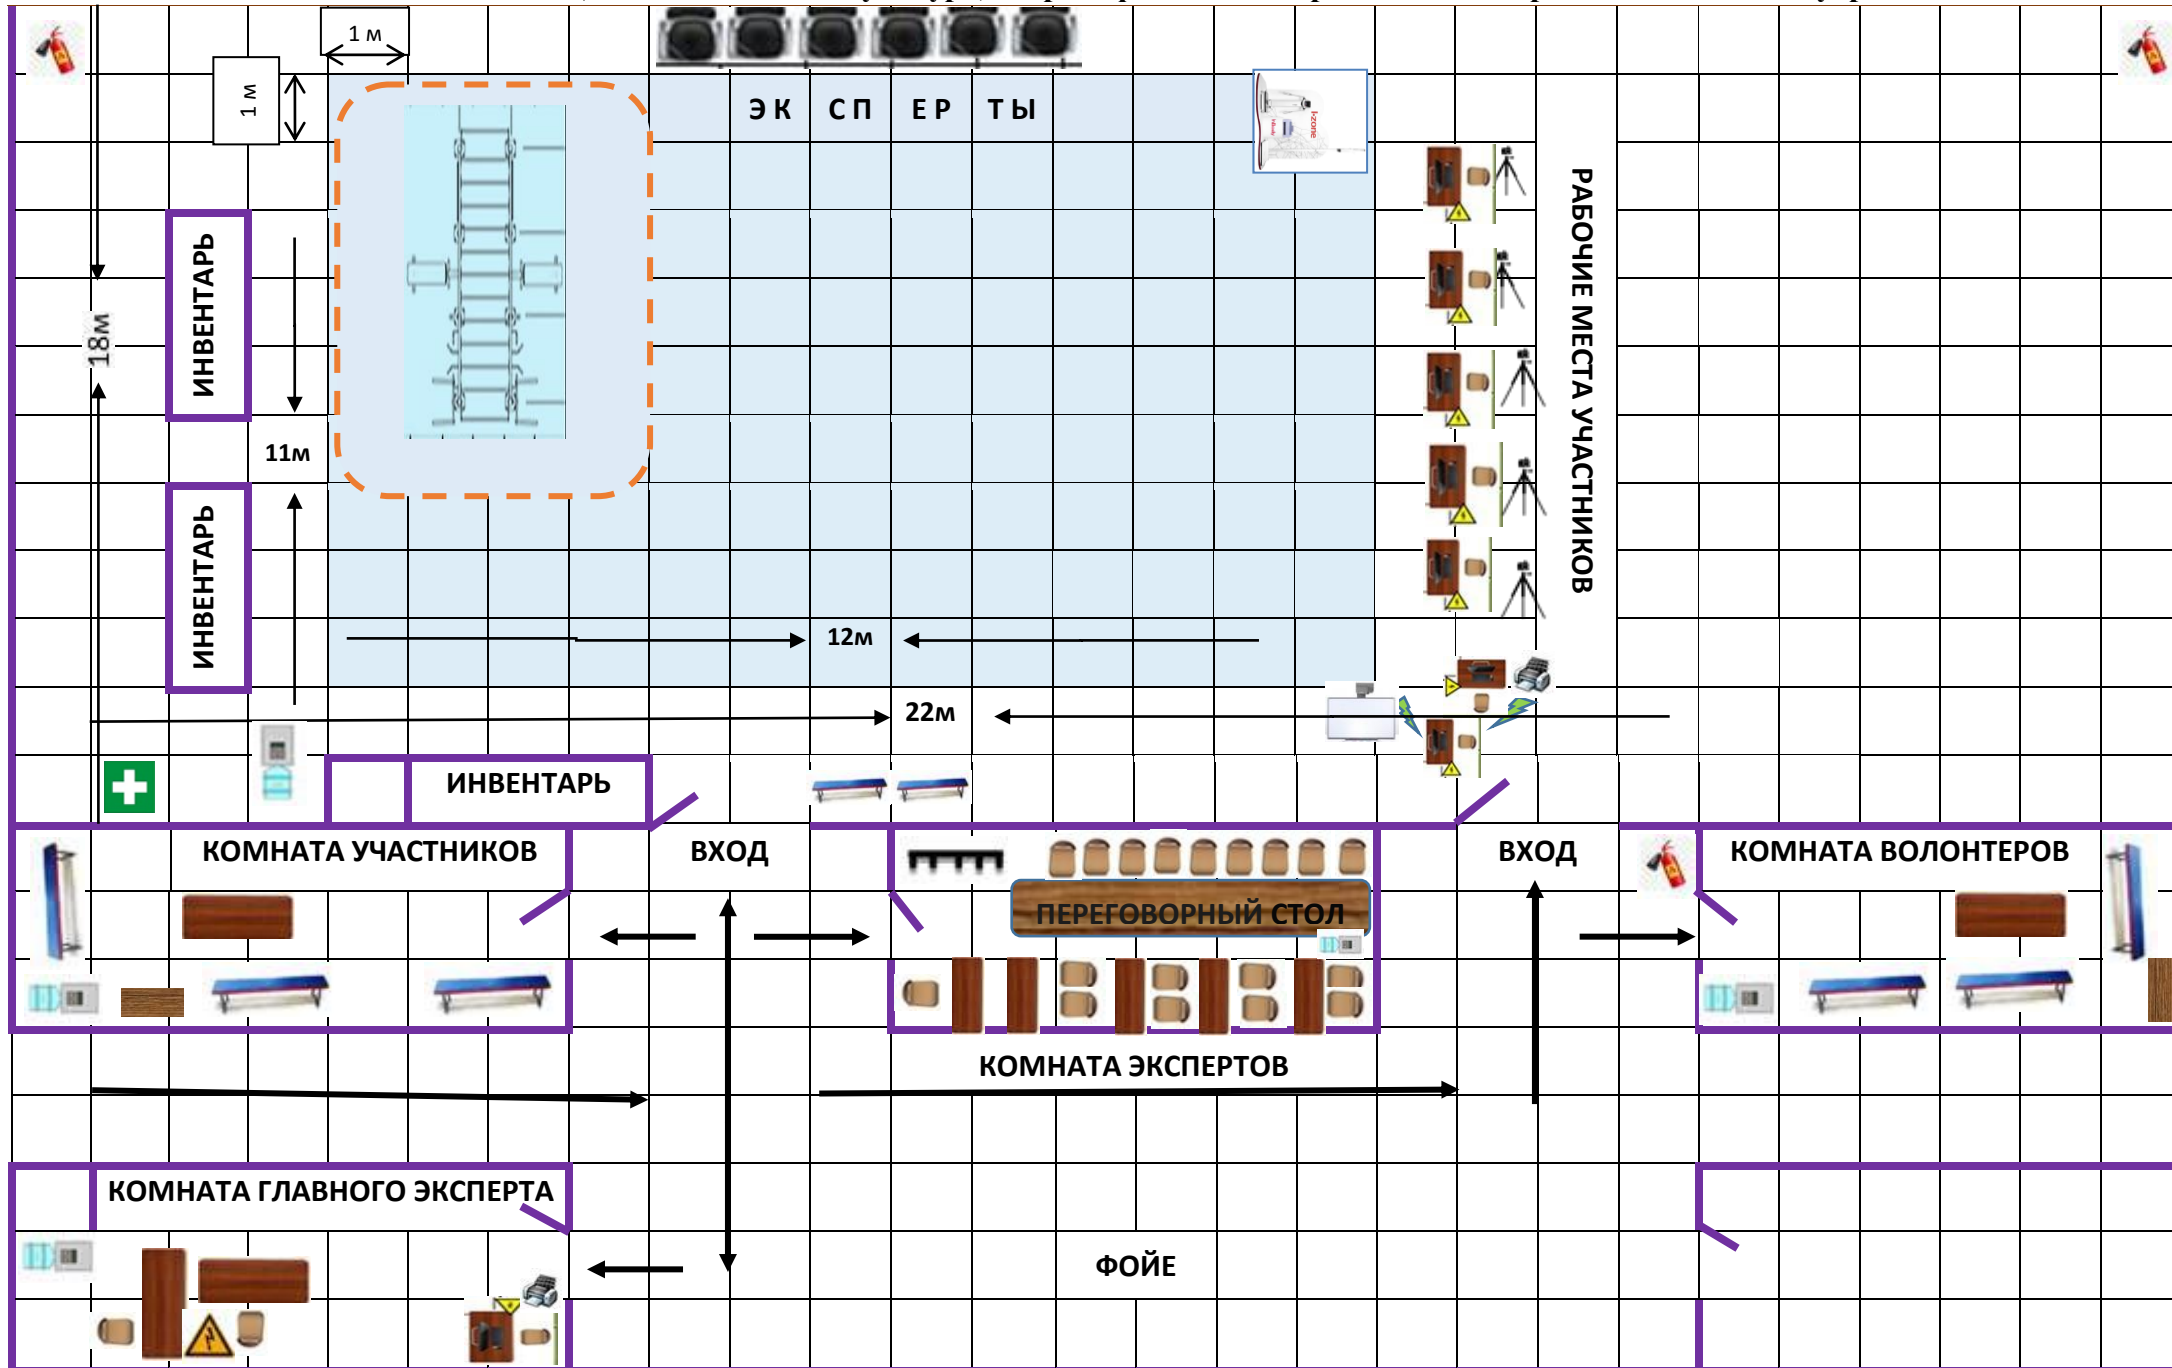 1 м
1 м
Э К С П Е Р Т Ы
I-zone
ИНВЕНТАРЬ
18м
РАБОЧИЕ МЕСТА УЧАСТНИКОВ
11м
ИНВЕНТАРЬ
12м
22м
ИНВЕНТАРЬ
КОМНАТА УЧАСТНИКОВ
ВХОД
ВХОД
КОМНАТА ВОЛОНТЕРОВ
ПЕРЕГОВОРНЫЙ СТОЛ
КОМНАТА ЭКСПЕРТОВ
КОМНАТА ГЛАВНОГО ЭКСПЕРТА
ФОЙЕ